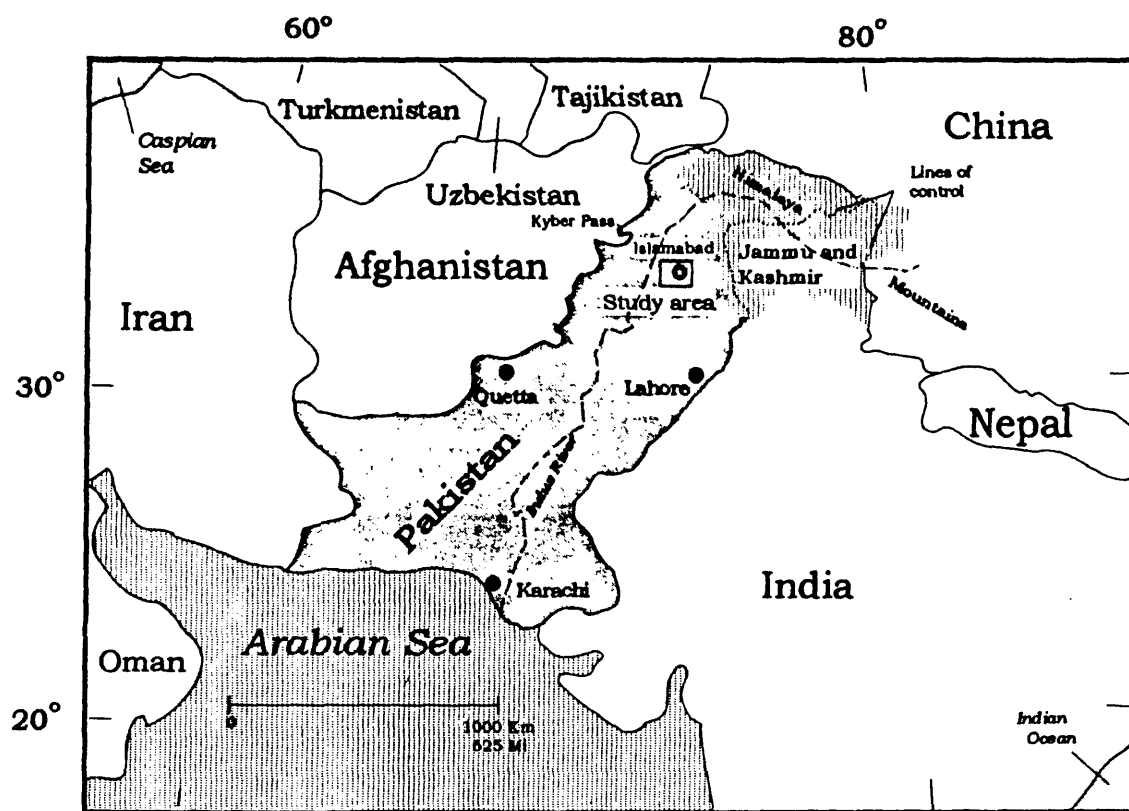 60°
80°
Turkmenistan
Tajikistan
China
Caspian
Sea
Lines of
control
Himalaya
Uzbekistan
Kyber Pass
Islamabad
Jammu and
Kashmir
Afghanistan
Mountains
Study area
Iran
30°
Quetta
Lahore
Nepal
Pakistan
Indus River
Karachi
India
Arabian Sea
Oman
20°
0
1000 Km
625 Mi
Indian
Ocean